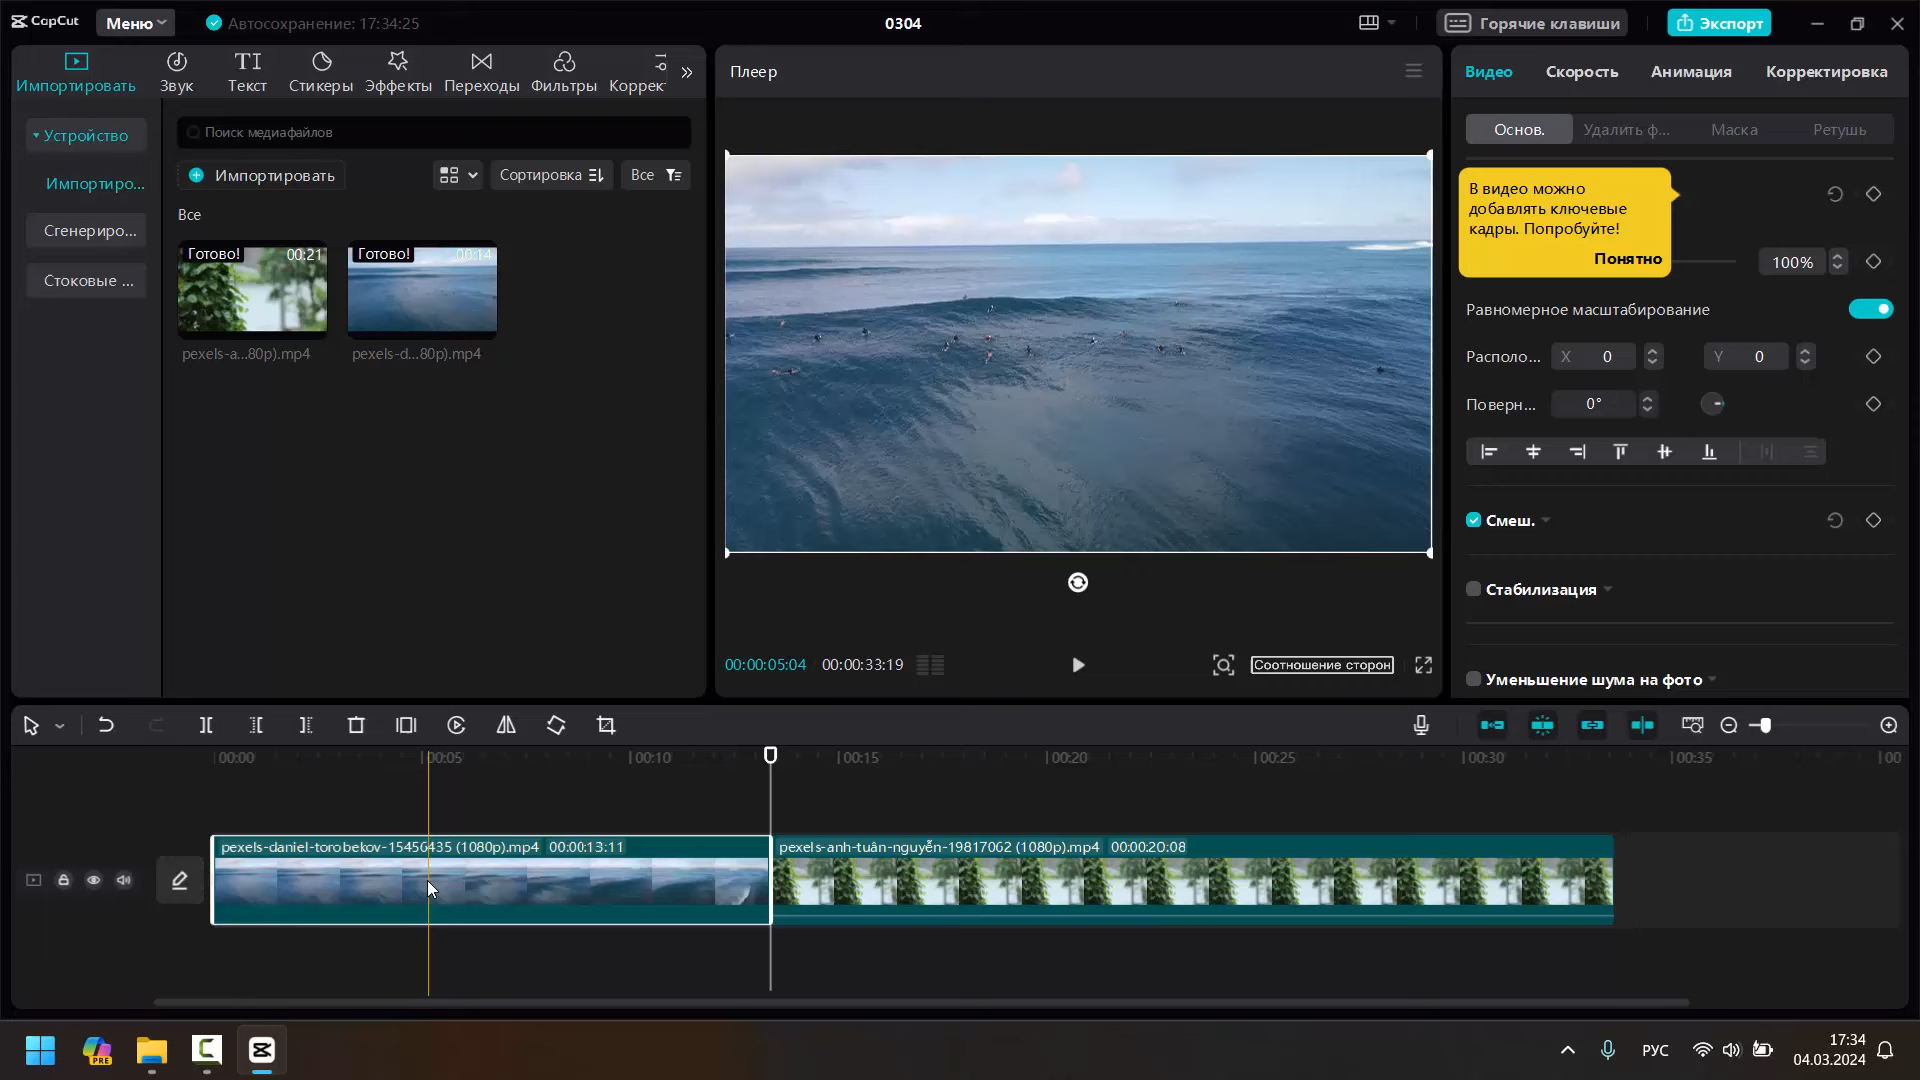 CapCut
Меню
Автосохранение: 17:34:25
0304
Горячие клавиши
Экспорт
Импортировать
Звук
Текст
Стикеры
Эффекты
Переходы
Фильтры
Коррек
Плеер
Видео
Скорость
Анимация
Корректировка
Устройство
Импортиро...
Сгенериро...
Стоковые ...
Поиск медиафайлов
Импортировать
Сортировка
Все
Все
Готово!
00:21
Готово!
00:14
pexels-a...80p).mp4
pexels-d...80p).mp4
Основ.
Удалить ф...
Маска
Ретушь
В видео можно
добавлять ключевые
кадры. Попробуйте!
Понятно
100%
Равномерное масштабирование
Располо...
X 0
Y 0
Поверн...
0°
Смеш.
Стабилизация
Уменьшение шума на фото
00:00:05:04
00:00:33:19
Соотношение сторон
00:00
00:05
00:10
00:15
00:20
00:25
00:30
00:35
00
pexels-daniel-torobekov-15456435 (1080p).mp4 00:00:13:11
pexels-anh-tuân-nguyễn-19817062 (1080p).mp4 00:00:20:08
PRE
РУС
17:34
04.03.2024